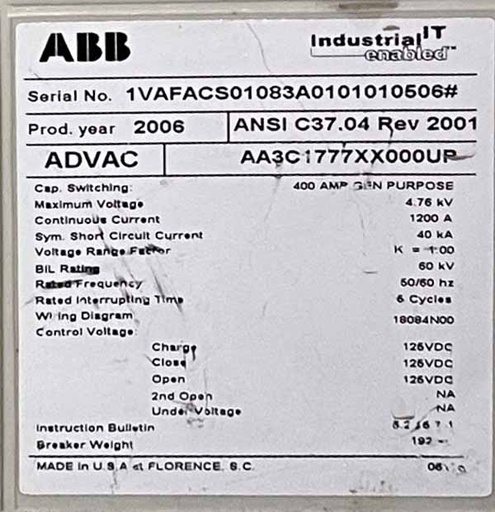 ABB
Industrial IT
enabled™
Serial No. 1VAFACS01083A0101010506#
Prod. year 2006 ANSI C37.04 Rev 2001
ADVAC AA3C1777XX000UP
Cap. Switching: 400 AMP GEN PURPOSE
Maximum Voltage 4.76 kV
Continuous Current 1200 A
Sym. Short Circuit Current 40 kA
Voltage Range Factor K = 1.00
BIL Rating 60 kV
Rated Frequency 50/60 hz
Rated Interrupting Time 5 Cycles
Wiring Diagram 18084N00
Control Voltage:
Charge 125VDC
Close 125VDC
Open 125VDC
2nd Open NA
Under Voltage NA
Instruction Bulletin
Breaker Weight 192
MADE in U.S.A at FLORENCE, S.C.